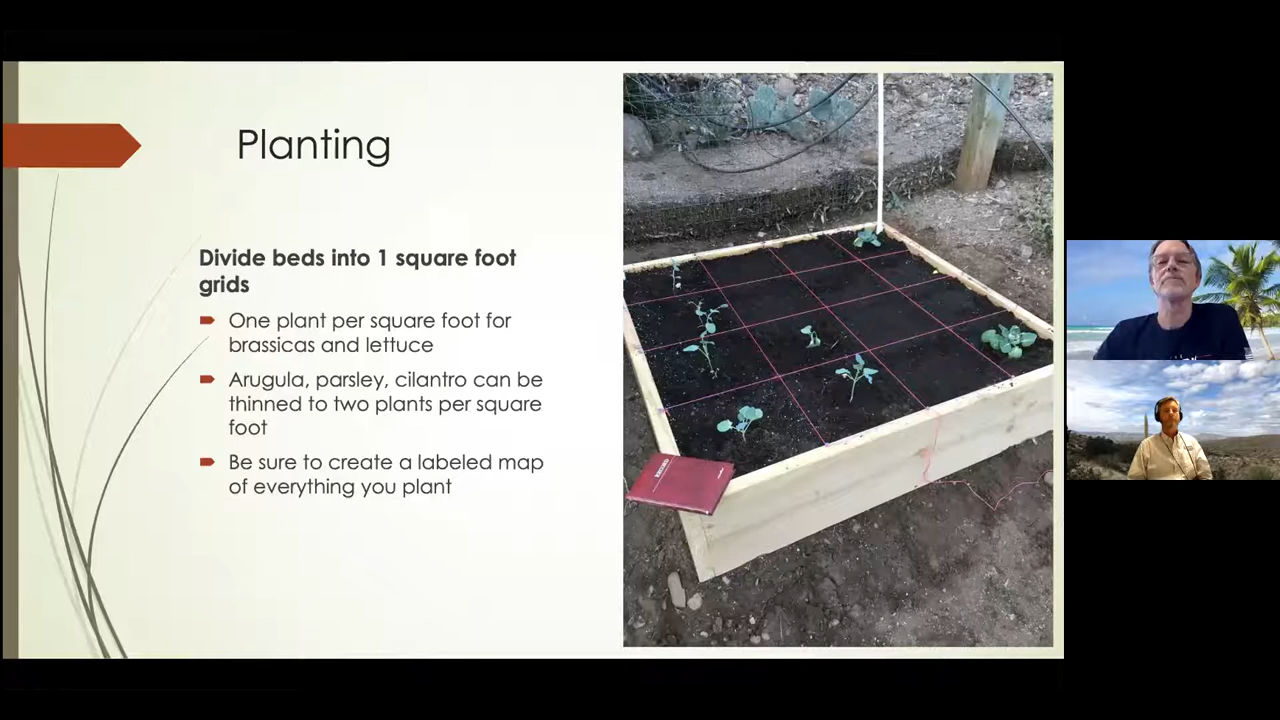 Planting
Divide beds into 1 square foot
grids
One plant per square foot for
brassicas and lettuce
Arugula, parsley, cilantro can be
thinned to two plants per square
foot
Be sure to create a labeled map
of everything you plant
RECORD